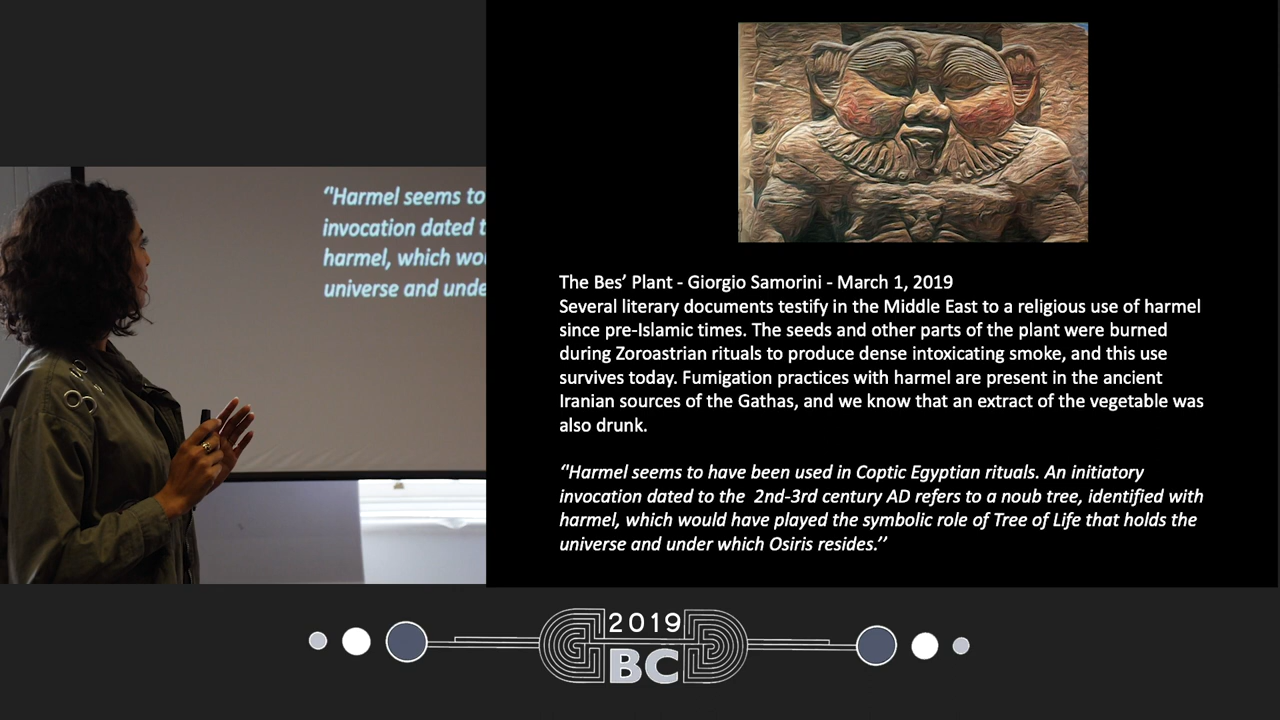 "Harmel seems to
invocation dated t
harmel, which wo
universe and unde
The Bes’ Plant - Giorgio Samorini - March 1, 2019
Several literary documents testify in the Middle East to a religious use of harmel
since pre-Islamic times. The seeds and other parts of the plant were burned
during Zoroastrian rituals to produce dense intoxicating smoke, and this use
survives today. Fumigation practices with harmel are present in the ancient
Iranian sources of the Gathas, and we know that an extract of the vegetable was
also drunk.
‘’Harmel seems to have been used in Coptic Egyptian rituals. An initiatory
invocation dated to the 2nd-3rd century AD refers to a noub tree, identified with
harmel, which would have played the symbolic role of Tree of Life that holds the
universe and under which Osiris resides.’’
2019
BC